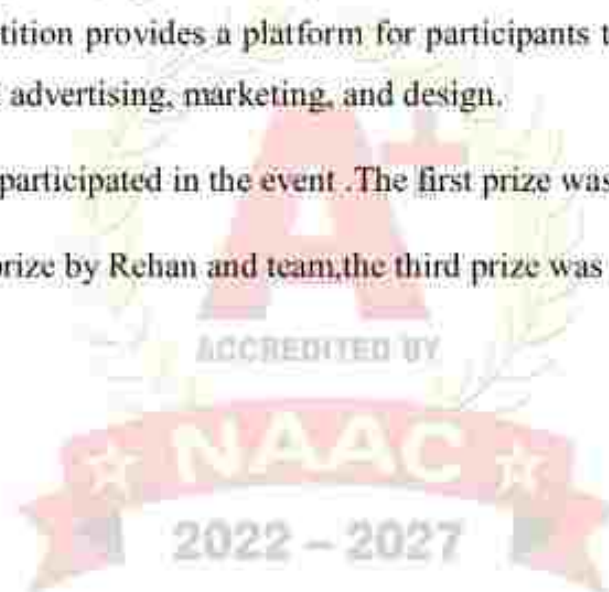 tition provides a platform for participants t
advertising, marketing, and design.
participated in the event .The first prize was
prize by Rehan and team,the third prize was
A+
ACCREDITED BY
NAAC
2022 – 2027